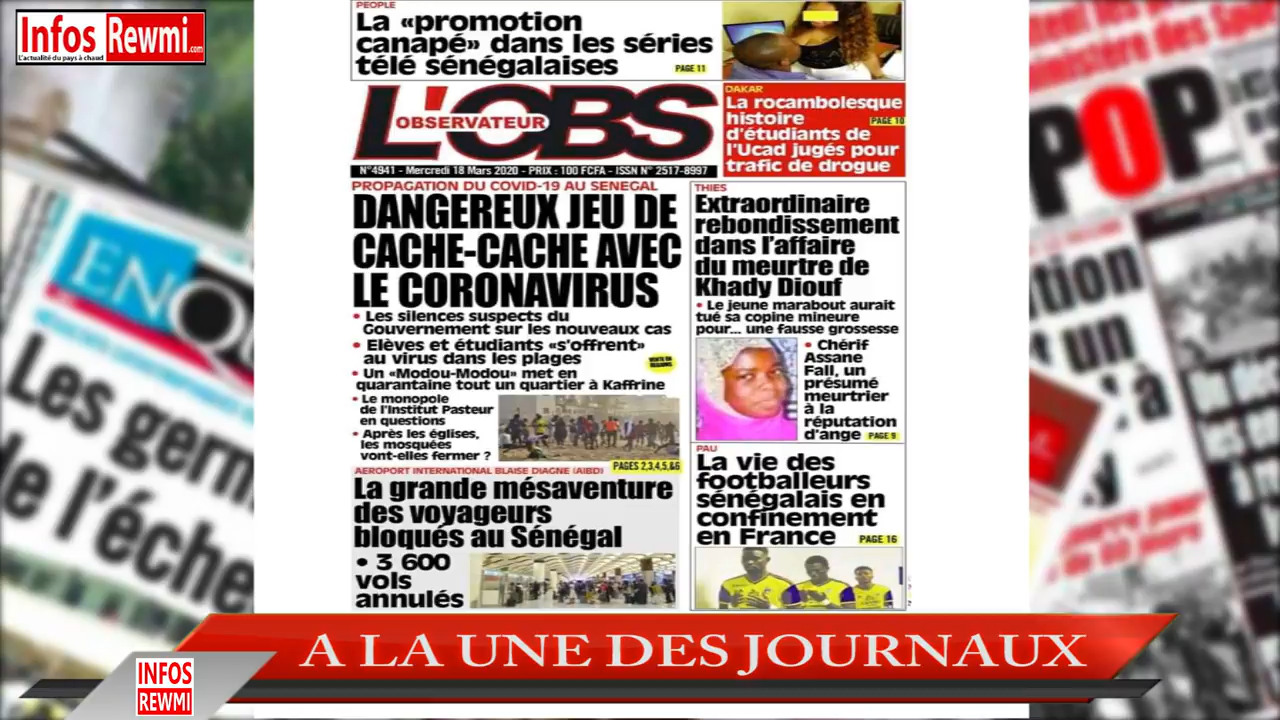 Infos Rewmi.com
L'actualité du pays à chaud
PEOPLE
La «promotion
canapé» dans les séries
télé sénégalaises
PAGE 11
L'OBS
OBSERVATEUR
N°4941 - Mercredi 18 Mars 2020 - PRIX : 100 FCFA - ISSN N° 2517-8997
DAKAR
La rocambolesque
histoire
PAGE 10
d'étudiants de
l'Ucad jugés pour
trafic de drogue
PROPAGATION DU COVID-19 AU SENEGAL
DANGEREUX JEU DE
CACHE-CACHE AVEC
LE CORONAVIRUS
• Les silences suspects du
Gouvernement sur les nouveaux cas
• Elèves et étudiants «s'offrent»
au virus dans les plages
• Un «Modou-Modou» met en
quarantaine tout un quartier à Kaffrine
• Le monopole
de l'Institut Pasteur
en questions
• Après les églises,
les mosquées
vont-elles fermer ?
PAGES 2,3,4,5,&6
THIES
Extraordinaire
rebondissement
dans l'affaire
du meurtre de
Khady Diouf
• Le jeune marabout aurait
tué sa copine mineure
pour... une fausse grossesse
• Chérif
Assane
Fall, un
présumé
meurtrier
à la
réputation
d'ange PAGE 9
AEROPORT INTERNATIONAL BLAISE DIAGNE (AIBD)
La grande mésaventure
des voyageurs
bloqués au Sénégal
• 3 600
vols
annulés
PAU
La vie des
footballeurs
sénégalais en
confinement
en France PAGE 16
ENQ
Les germ
de l'éche
POP
tion
t un
à
A LA UNE DES JOURNAUX
INFOS
REWMI